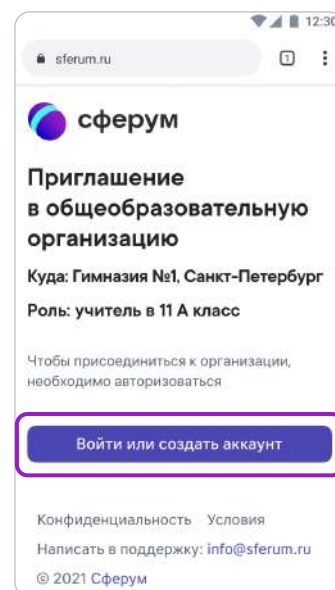 12:30
sferum.ru
1
сферум
Приглашение
в общеобразовательную
организацию
Куда: Гимназия №1, Санкт-Петербург
Роль: учитель в 11 А класс
Чтобы присоединиться к организации,
необходимо авторизоваться
Войти или создать аккаунт
Конфиденциальность Условия
Написать в поддержку: info@sferum.ru
© 2021 Сферум